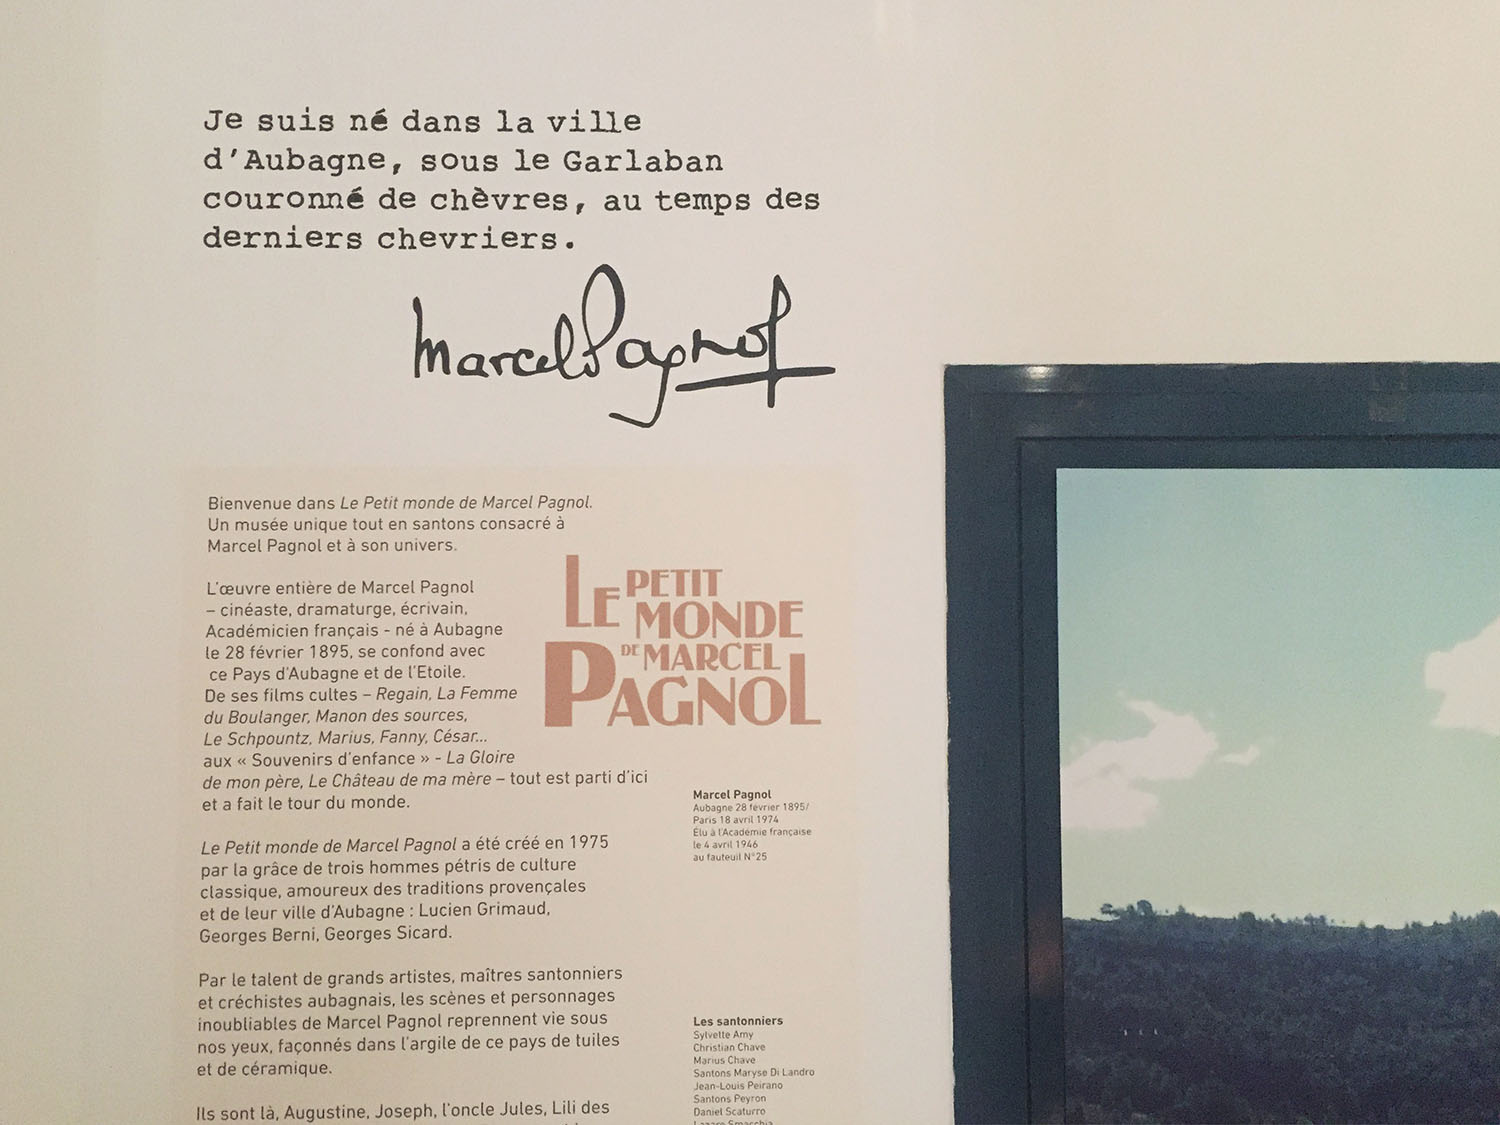 Je suis né dans la ville
d'Aubagne, sous le Garlaban
couronné de chèvres, au temps des
derniers chevriers.
Marcel Pagnol
Bienvenue dans Le Petit monde de Marcel Pagnol.
Un musée unique tout en santons consacré à
Marcel Pagnol et à son univers.
L'œuvre entière de Marcel Pagnol
– cinéaste, dramaturge, écrivain,
Académicien français - né à Aubagne
le 28 février 1895, se confond avec
ce Pays d'Aubagne et de l'Etoile.
De ses films cultes – Regain, La Femme
du Boulanger, Manon des sources,
Le Schpountz, Marius, Fanny, César...
aux « Souvenirs d'enfance » - La Gloire
de mon père, Le Château de ma mère – tout est parti d'ici
et a fait le tour du monde.
LE PETIT
MONDE
DE MARCEL
PAGNOL
Marcel Pagnol
Aubagne 28 février 1895/
Paris 18 avril 1974
Élu à l'Académie française
le 4 avril 1946
au fauteuil N°25
Le Petit monde de Marcel Pagnol a été créé en 1975
par la grâce de trois hommes pétris de culture
classique, amoureux des traditions provençales
et de leur ville d'Aubagne : Lucien Grimaud,
Georges Berni, Georges Sicard.
Par le talent de grands artistes, maîtres santonniers
et créchistes aubagnais, les scènes et personnages
inoubliables de Marcel Pagnol reprennent vie sous
nos yeux, façonnés dans l'argile de ce pays de tuiles
et de céramique.
Les santonniers
Sylvette Amy
Christian Chave
Marius Chave
Santons Maryse Di Landro
Jean-Louis Peirano
Santons Peyron
Daniel Scaturro
Ils sont là, Augustine, Joseph, l'oncle Jules, Lili des